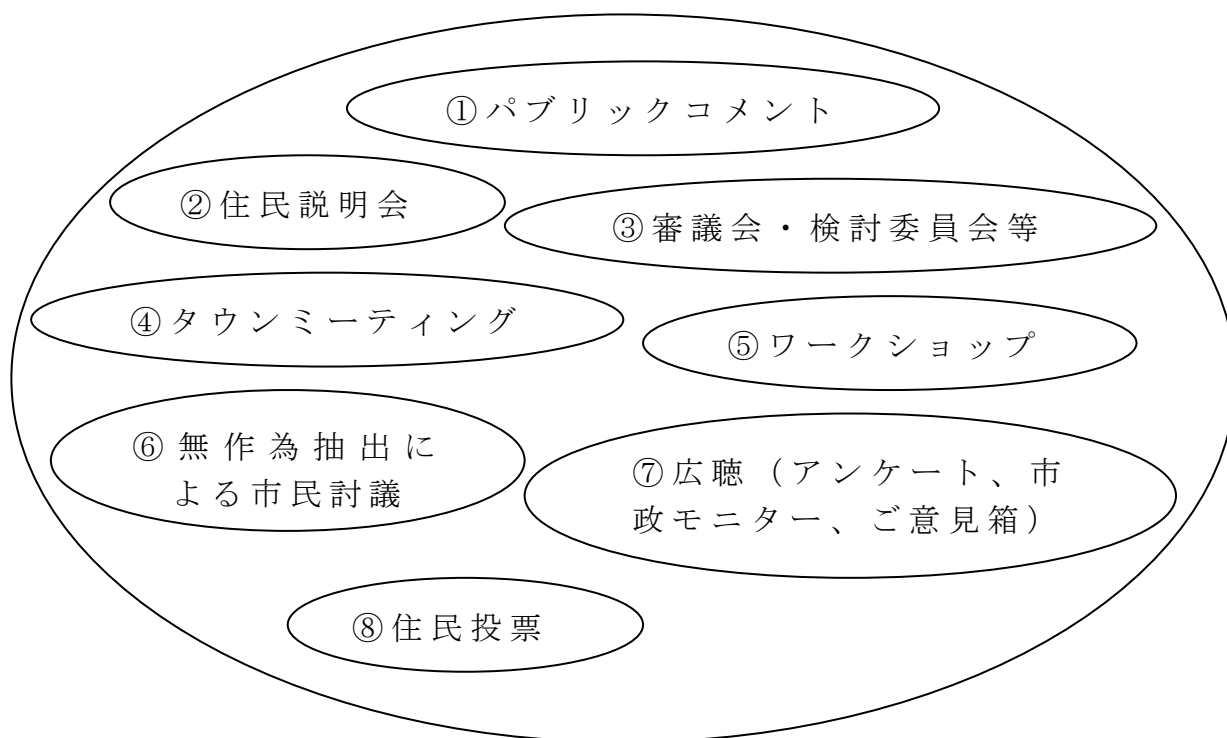 ①パブリックコメント
②住民説明会
③審議会・検討委員会等
④タウンミーティング
⑤ワークショップ
⑥無作為抽出に
よる市民討議
⑦広聴（アンケート、市
政モニター、ご意見箱）
⑧住民投票